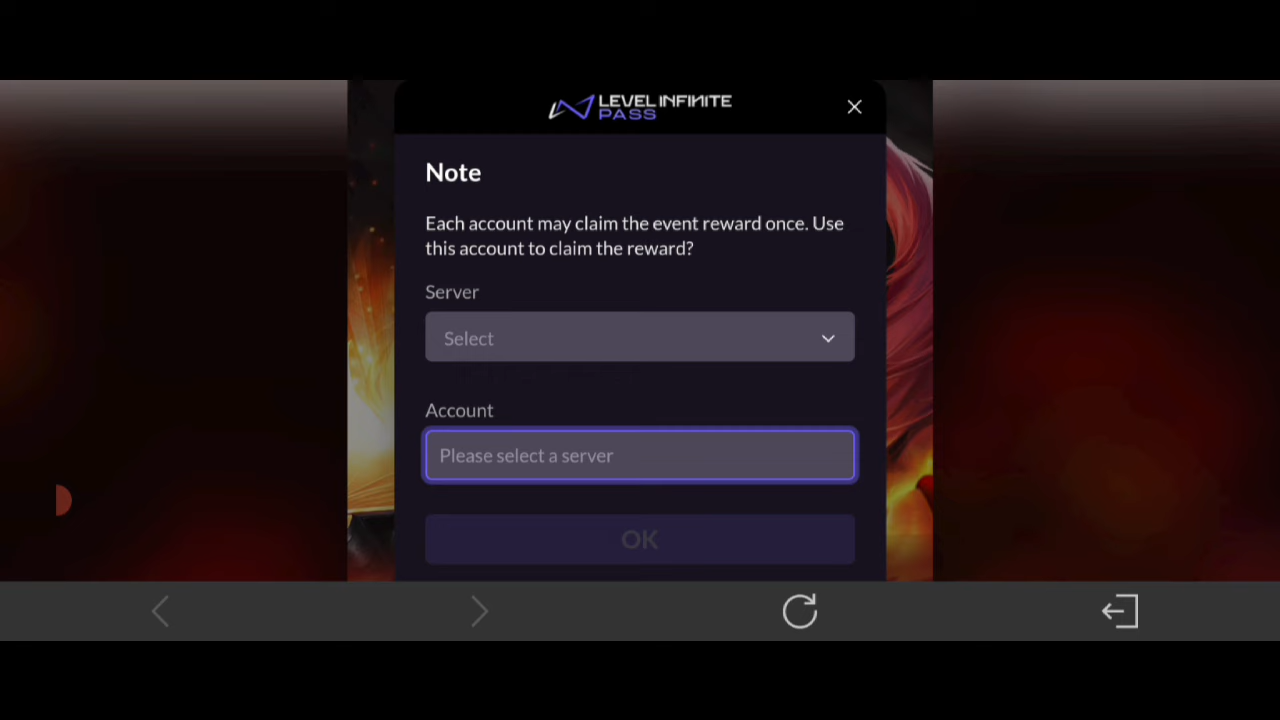 LEVEL INFINITE
PASS
Note
Each account may claim the event reward once. Use
this account to claim the reward?
Server
Select
Account
Please select a server
OK